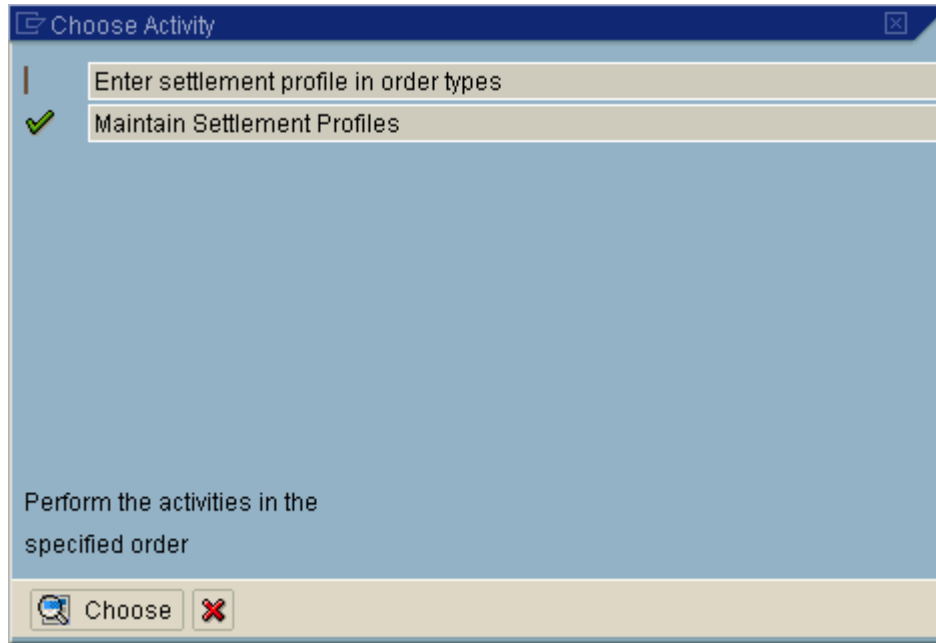 Choose Activity
Enter settlement profile in order types
Maintain Settlement Profiles
Perform the activities in the
specified order
Choose